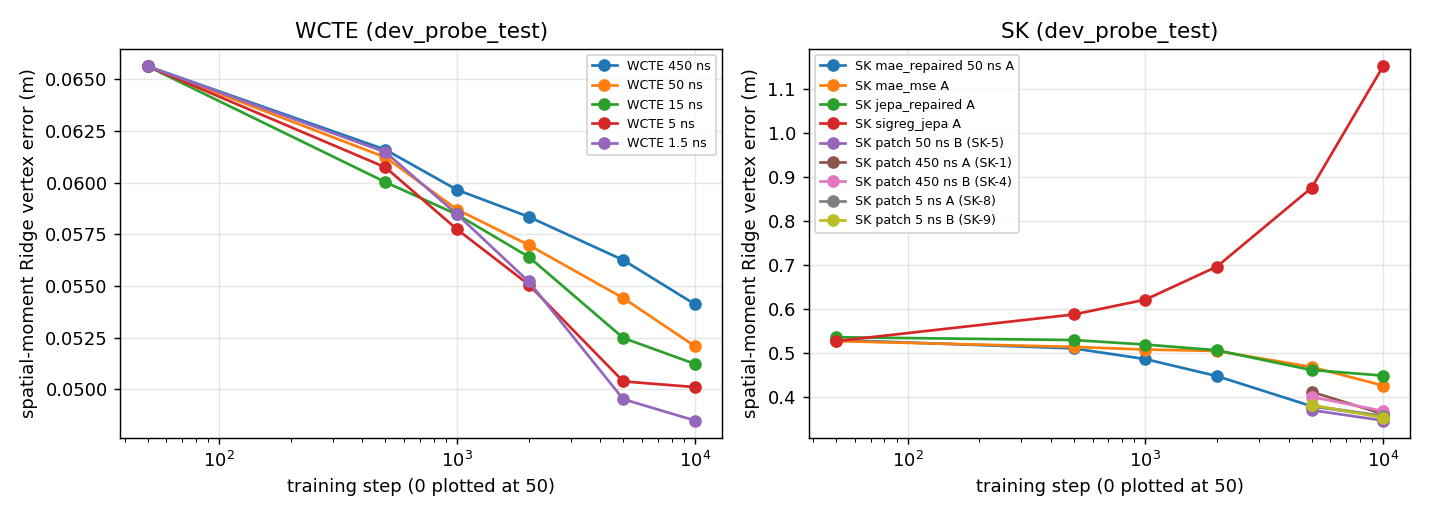 WCTE (dev_probe_test)
spatial-moment Ridge vertex error (m)
0.0650
0.0625
0.0600
0.0575
0.0550
0.0525
0.0500
WCTE 450 ns
WCTE 50 ns
WCTE 15 ns
WCTE 5 ns
WCTE 1.5 ns
10²
10³
10⁴
training step (0 plotted at 50)
SK (dev_probe_test)
spatial-moment Ridge vertex error (m)
1.1
1.0
0.9
0.8
0.7
0.6
0.5
0.4
SK mae_repaired 50 ns A
SK mae_mse A
SK jepa_repaired A
SK sigreg_jepa A
SK patch 50 ns B (SK-5)
SK patch 450 ns A (SK-1)
SK patch 450 ns B (SK-4)
SK patch 5 ns A (SK-8)
SK patch 5 ns B (SK-9)
10²
10³
10⁴
training step (0 plotted at 50)